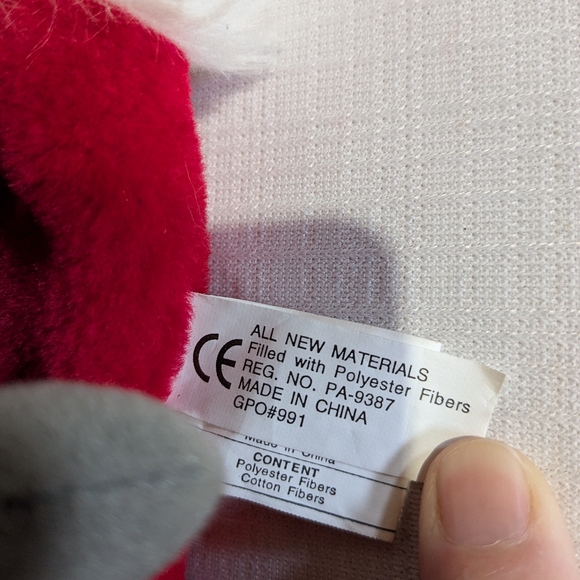 CE
ALL NEW MATERIALS
Filled with Polyester Fibers
REG. NO. PA-9387
MADE IN CHINA
GPO#991
Made in China
CONTENT
Polyester Fibers
Cotton Fibers